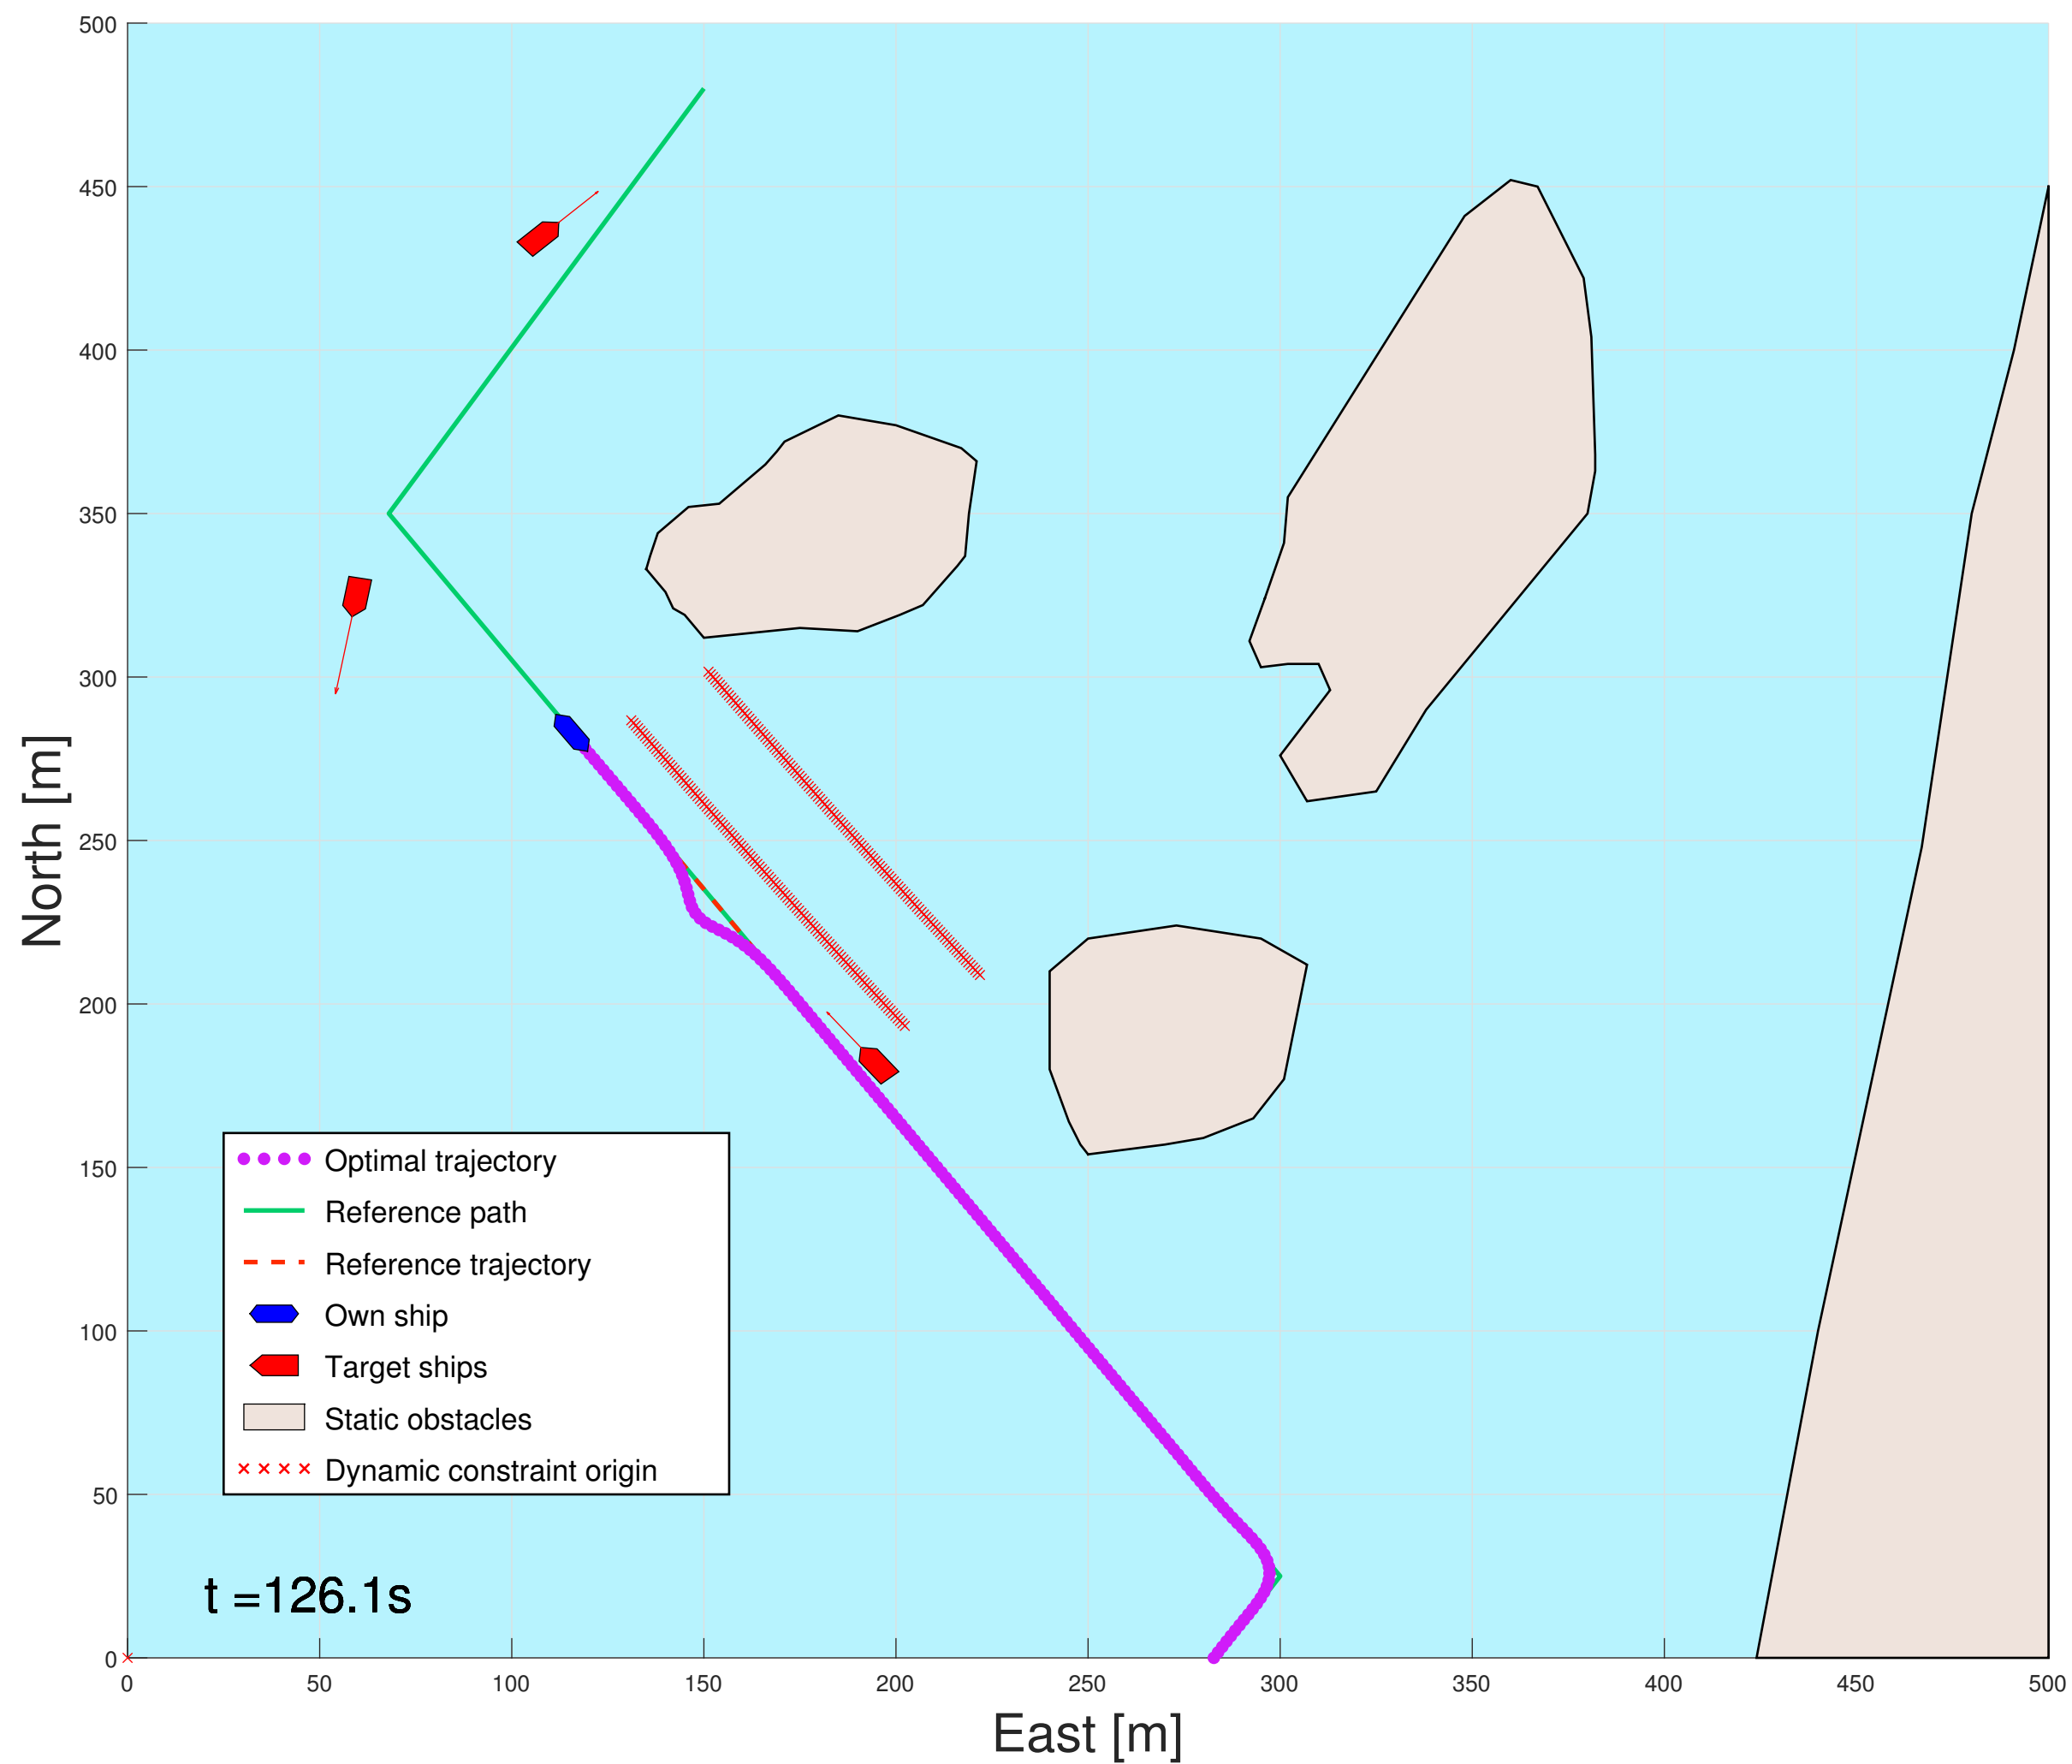 500
450
400
350
300
250
200
150
100
50
0
North [m]
Optimal trajectory
Reference path
Reference trajectory
Own ship
Target ships
Static obstacles
Dynamic constraint origin
t =126.1s
0 50 100 150 200 250 300 350 400 450 500
East [m]